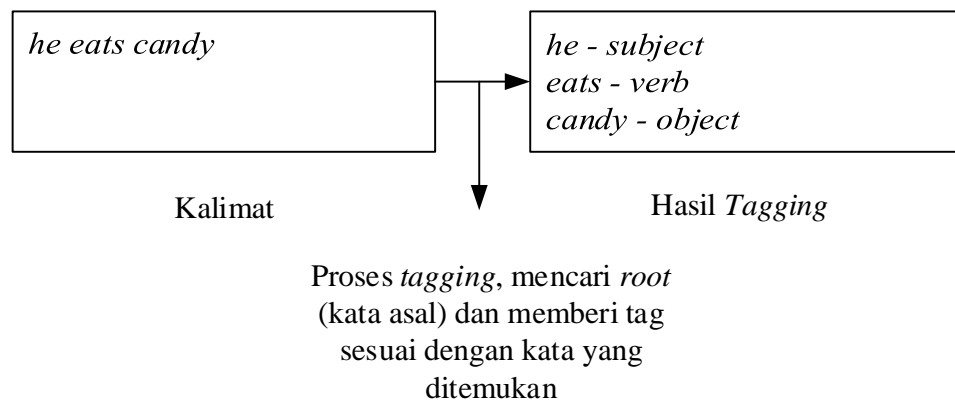 he eats candy
he - subject
eats - verb
candy - object
Kalimat
Hasil Tagging
Proses tagging, mencari root
(kata asal) dan memberi tag
sesuai dengan kata yang
ditemukan